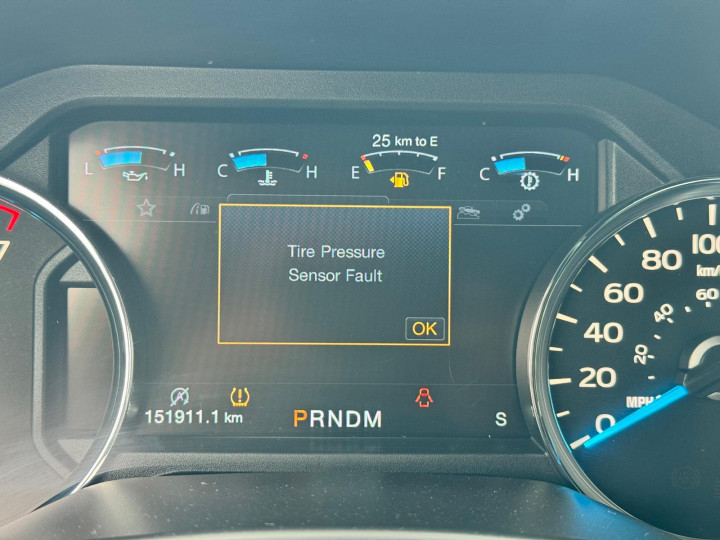 25 km to E
L H
C H
E F
C H
Tire Pressure
Sensor Fault
OK
151911.1 km
PRNDM
S
100
80
60
40
20
0
km/
60
40
20
MPH